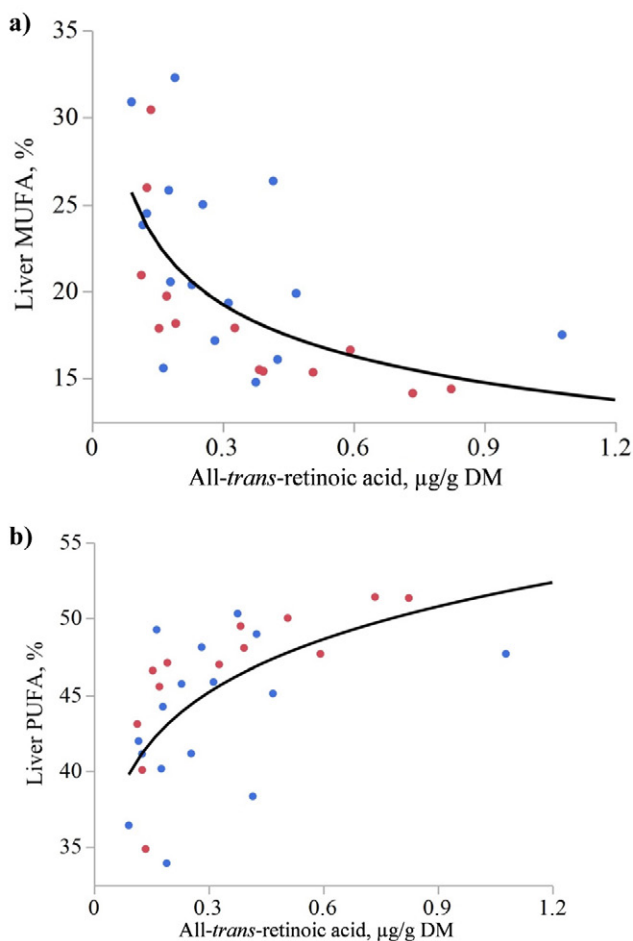 a)
35
30
25
20
15
Liver MUFA, %
0 0.3 0.6 0.9 1.2
All-trans-retinoic acid, µg/g DM
b)
55
50
45
40
35
Liver PUFA, %
0 0.3 0.6 0.9 1.2
All-trans-retinoic acid, µg/g DM